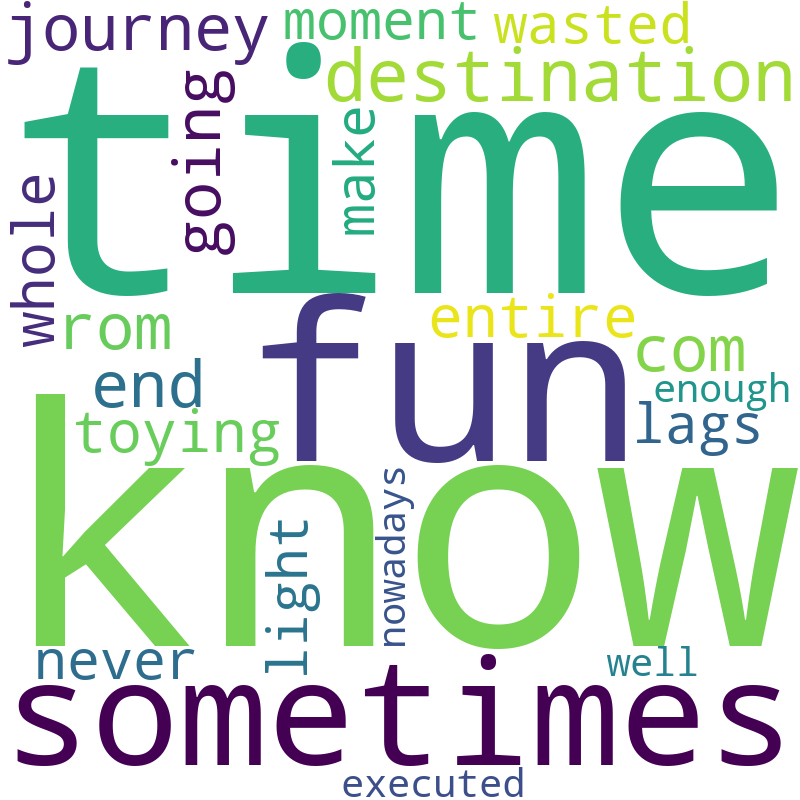 journey
moment
wasted
destination
time
going
make
whole
fun
rom
entire
com
end
enough
toying
lags
know
nowadays
light
never
well
sometimes
executed